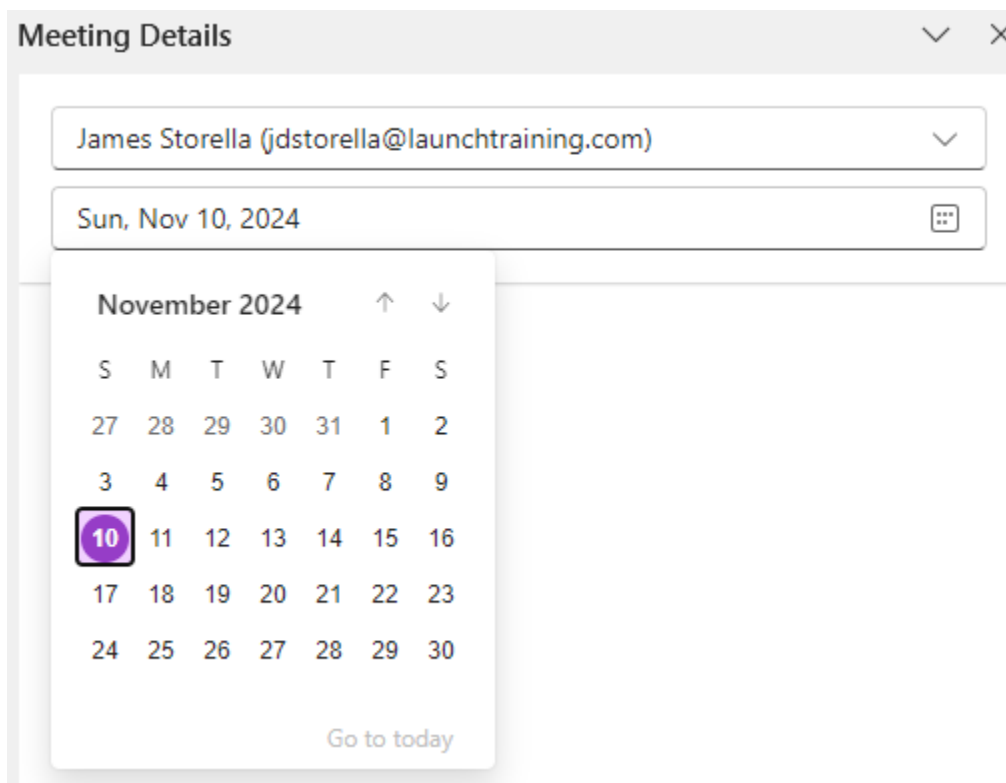 Meeting Details
James Storella (jdstorella@launchtraining.com)
Sun, Nov 10, 2024
November 2024
S M T W T F S
27 28 29 30 31 1 2
3 4 5 6 7 8 9
10 11 12 13 14 15 16
17 18 19 20 21 22 23
24 25 26 27 28 29 30
Go to today